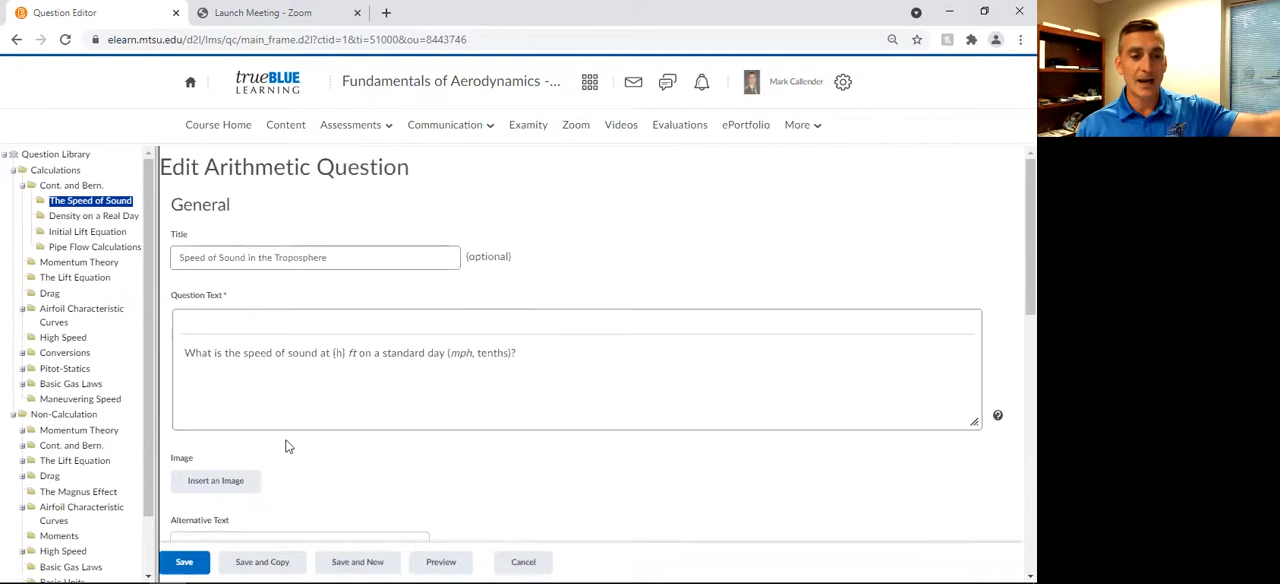 Question Editor
Launch Meeting - Zoom
elearn.mtsu.edu/d2l/lms/qc/main_frame.d2l?ctid=1&ti=51000&ou=8443746
trueBLUE LEARNING
Fundamentals of Aerodynamics -...
Mark Callender
Course Home Content Assessments Communication Examity Zoom Videos Evaluations ePortfolio More
Question Library
Calculations
Cont. and Bern.
The Speed of Sound
Density on a Real Day
Initial Lift Equation
Pipe Flow Calculations
Momentum Theory
The Lift Equation
Drag
Airfoil Characteristic
Curves
High Speed
Conversions
Pitot-Statics
Basic Gas Laws
Maneuvering Speed
Non-Calculation
Momentum Theory
Cont. and Bern.
The Lift Equation
Drag
The Magnus Effect
Airfoil Characteristic
Curves
Moments
High Speed
Basic Gas Laws
Basic Units
Edit Arithmetic Question
General
Title
Speed of Sound in the Troposphere
(optional)
Question Text *
What is the speed of sound at {h} ft on a standard day (mph, tenths)?
Image
Insert an Image
Alternative Text
Save Save and Copy Save and New Preview Cancel